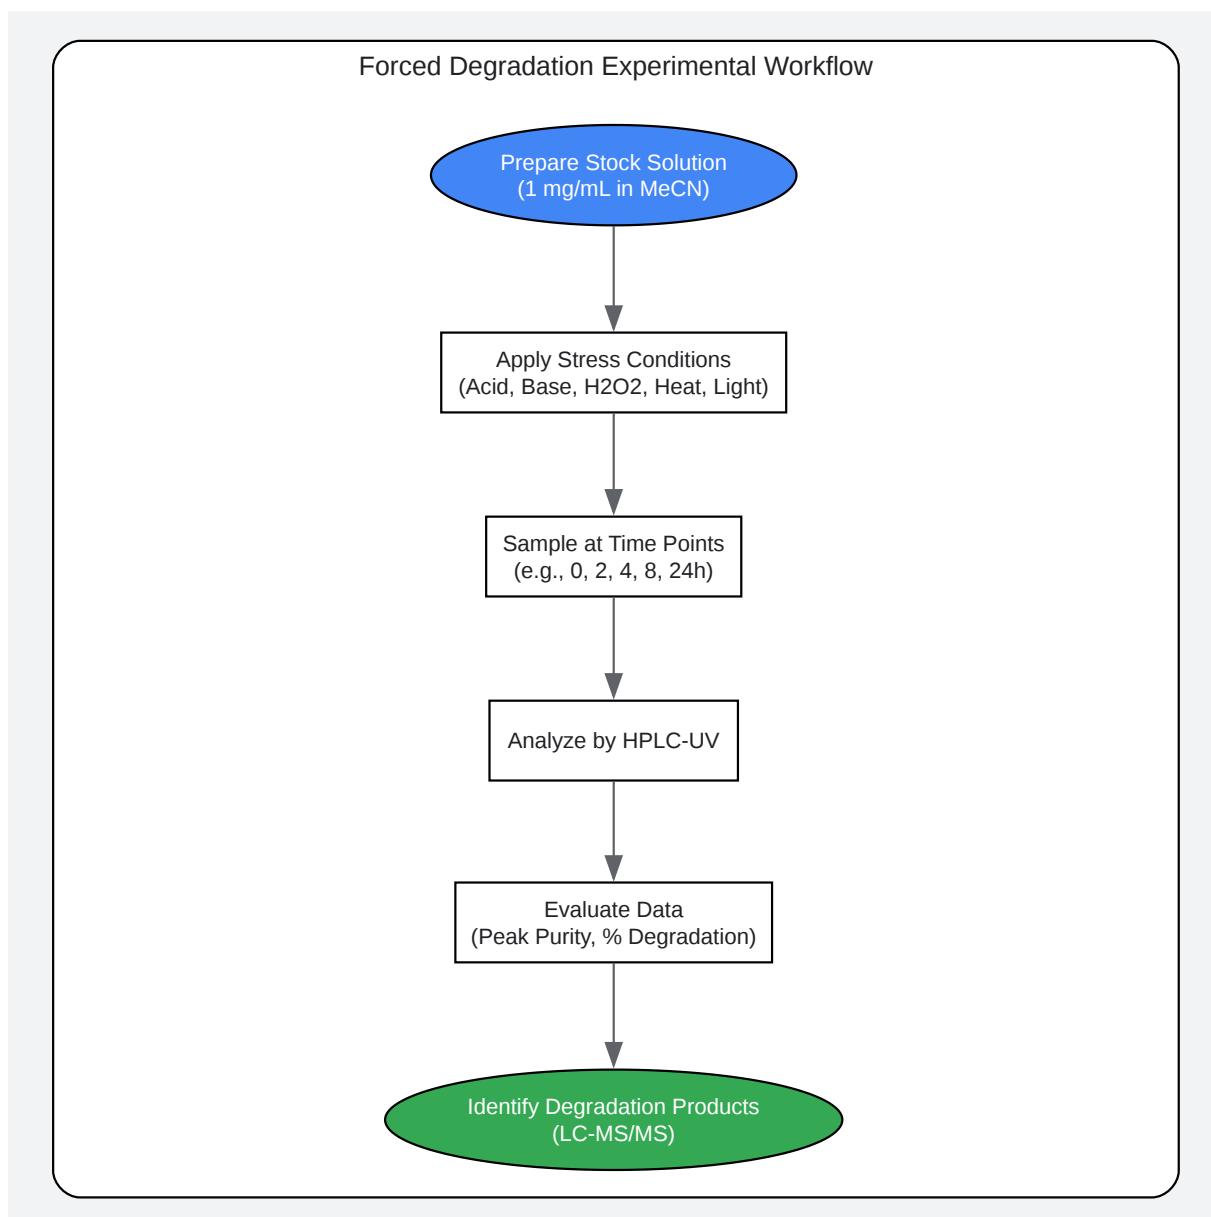 Forced Degradation Experimental Workflow
Prepare Stock Solution
(1 mg/mL in MeCN)
Apply Stress Conditions
(Acid, Base, H2O2, Heat, Light)
Sample at Time Points
(e.g., 0, 2, 4, 8, 24h)
Analyze by HPLC-UV
Evaluate Data
(Peak Purity, % Degradation)
Identify Degradation Products
(LC-MS/MS)